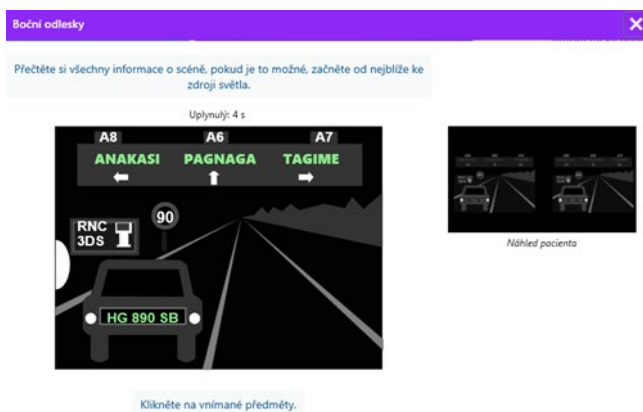 Boční odlesky
Přečtěte si všechny informace o scéně, pokud je to možné, začněte od nejblíže ke
zdroji světla.
Uplynulý: 4 s
A8 A6 A7
ANAKASI PAGNAGA TAGIME
90
RNC
3DS
HG 890 SB
Náhled pacienta
Klikněte na vnímané předměty.